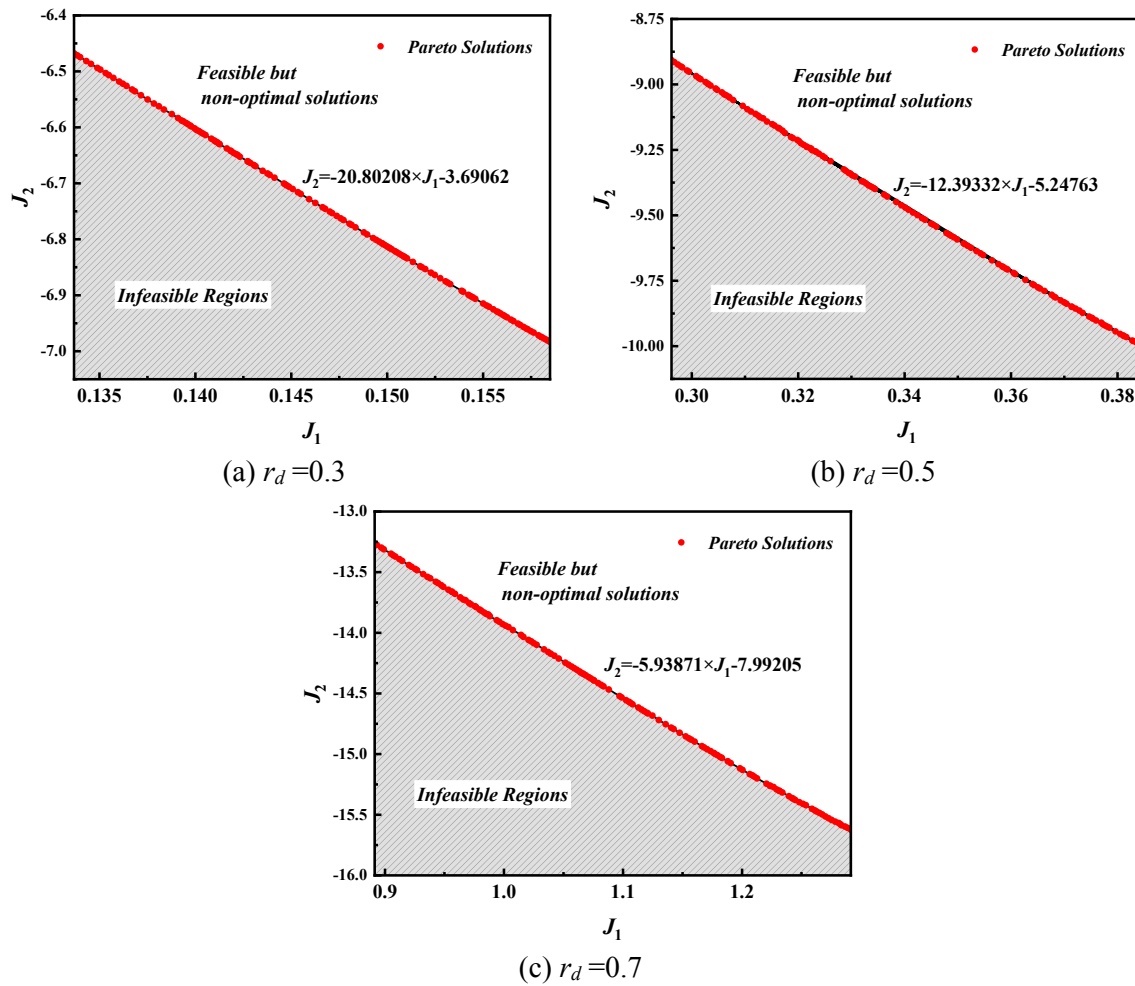 -6.4
-6.5
-6.6
-6.7
-6.8
-6.9
-7.0
J2
Pareto Solutions
Feasible but
non-optimal solutions
J2=-20.80208×J1-3.69062
Infeasible Regions
0.135 0.140 0.145 0.150 0.155
J1
(a) rd =0.3
-8.75
-9.00
-9.25
-9.50
-9.75
-10.00
J2
Pareto Solutions
Feasible but
non-optimal solutions
J2=-12.39332×J1-5.24763
Infeasible Regions
0.30 0.32 0.34 0.36 0.38
J1
(b) rd =0.5
-13.0
-13.5
-14.0
-14.5
-15.0
-15.5
-16.0
J2
Pareto Solutions
Feasible but
non-optimal solutions
J2=-5.93871×J1-7.99205
Infeasible Regions
0.9 1.0 1.1 1.2
J1
(c) rd =0.7